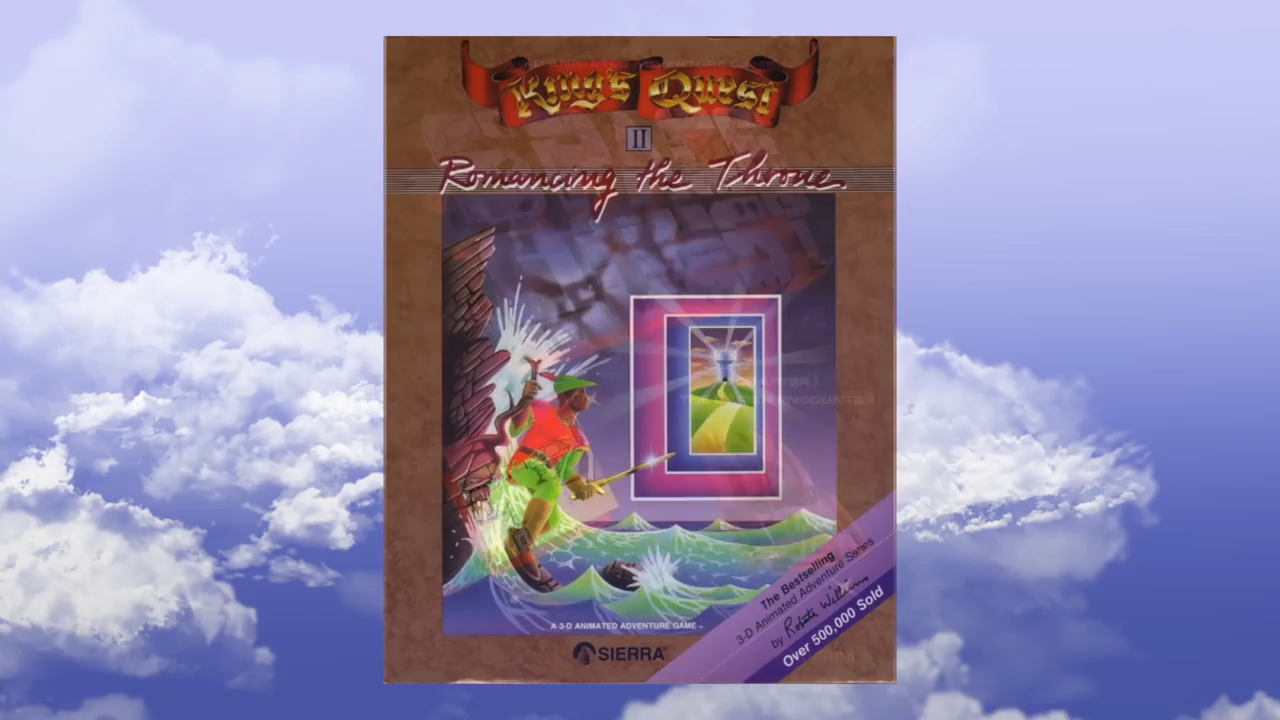 King's Quest
II
Romancing the Throne
The Bestselling
3-D Animated Adventure Series
by Roberta Williams
Over 500,000 Sold
A 3-D ANIMATED ADVENTURE GAME
SIERRA